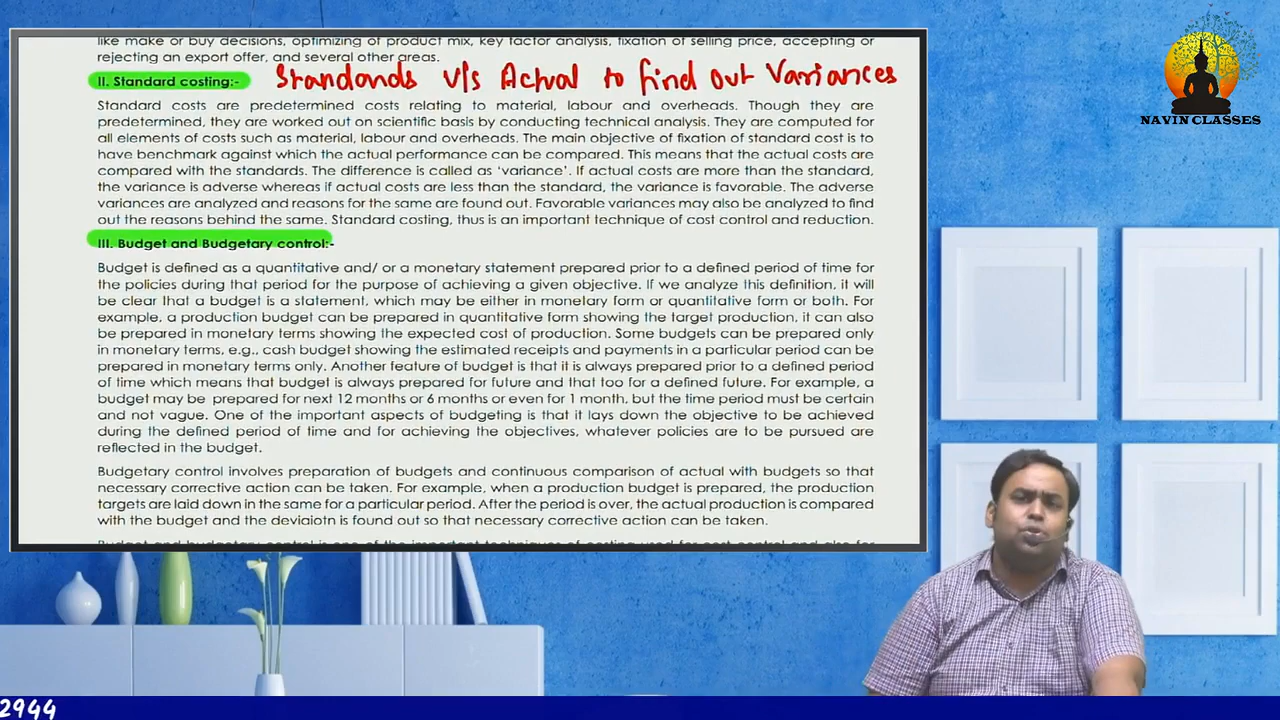 like make or buy decisions, optimizing of product mix, key factor analysis, fixation of selling price, accepting or
rejecting an export offer, and several other areas.
II. Standard costing:- Standards v/s Actual to find out Variances
Standard costs are predetermined costs relating to material, labour and overheads. Though they are
predetermined, they are worked out on scientific basis by conducting technical analysis. They are computed for
all elements of costs such as material, labour and overheads. The main objective of fixation of standard cost is to
have benchmark against which the actual performance can be compared. This means that the actual costs are
compared with the standards. The difference is called as ‘variance’. If actual costs are more than the standard,
the variance is adverse whereas if actual costs are less than the standard, the variance is favorable. The adverse
variances are analyzed and reasons for the same are found out. Favorable variances may also be analyzed to find
out the reasons behind the same. Standard costing, thus is an important technique of cost control and reduction.
III. Budget and Budgetary control:-
Budget is defined as a quantitative and/ or a monetary statement prepared prior to a defined period of time for
the policies during that period for the purpose of achieving a given objective. If we analyze this definition, it will
be clear that a budget is a statement, which may be either in monetary form or quantitative form or both. For
example, a production budget can be prepared in quantitative form showing the target production, it can also
be prepared in monetary terms showing the expected cost of production. Some budgets can be prepared only
in monetary terms, e.g., cash budget showing the estimated receipts and payments in a particular period can be
prepared in monetary terms only. Another feature of budget is that it is always prepared prior to a defined period
of time which means that budget is always prepared for future and that too for a defined future. For example, a
budget may be prepared for next 12 months or 6 months or even for 1 month, but the time period must be certain
and not vague. One of the important aspects of budgeting is that it lays down the objective to be achieved
during the defined period of time and for achieving the objectives, whatever policies are to be pursued are
reflected in the budget.
Budgetary control involves preparation of budgets and continuous comparison of actual with budgets so that
necessary corrective action can be taken. For example, when a production budget is prepared, the production
targets are laid down in the same for a particular period. After the period is over, the actual production is compared
with the budget and the deviaiotn is found out so that necessary corrective action can be taken.
Budget and budgetary control is one of the important techniques of costing used for cost control and also for
NAVIN CLASSES
2944